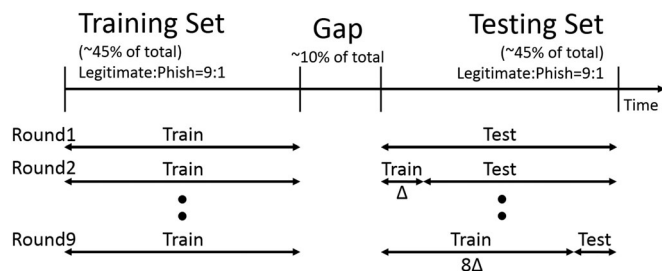 Training Set
(~45% of total)
Legitimate:Phish=9:1
Gap
~10% of total
Testing Set
(~45% of total)
Legitimate:Phish=9:1
Time
Round1 Train Test
Round2 Train Train Test
Δ
Round9 Train Train Test
8Δ